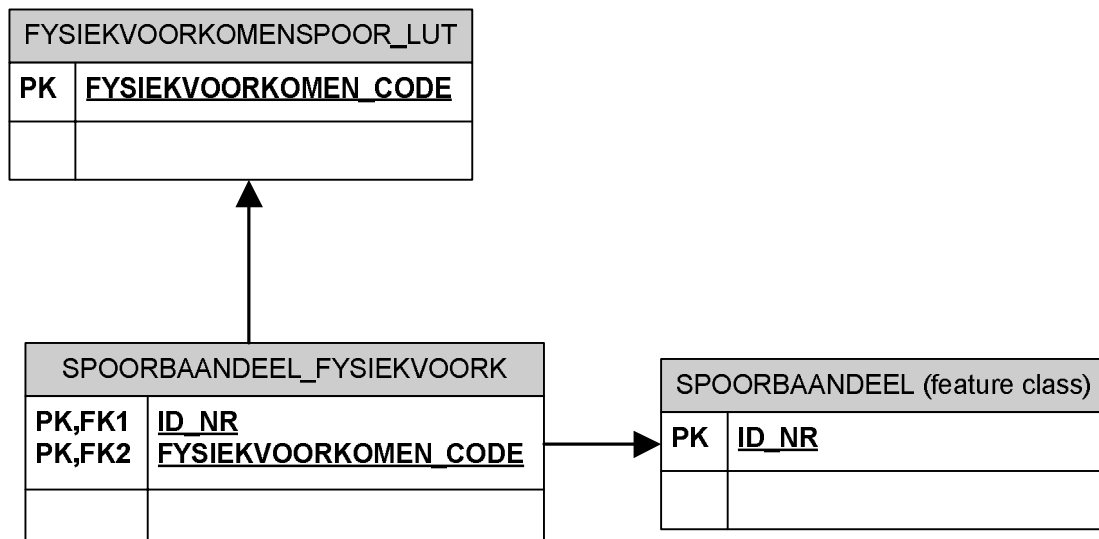 FYSIEKVOORKOMENSPOOR_LUT
PK FYSIEKVOORKOMEN_CODE
SPOORBAANDEEL_FYSIEKVOORK
PK,FK1 ID_NR
PK,FK2 FYSIEKVOORKOMEN_CODE
SPOORBAANDEEL (feature class)
PK ID_NR